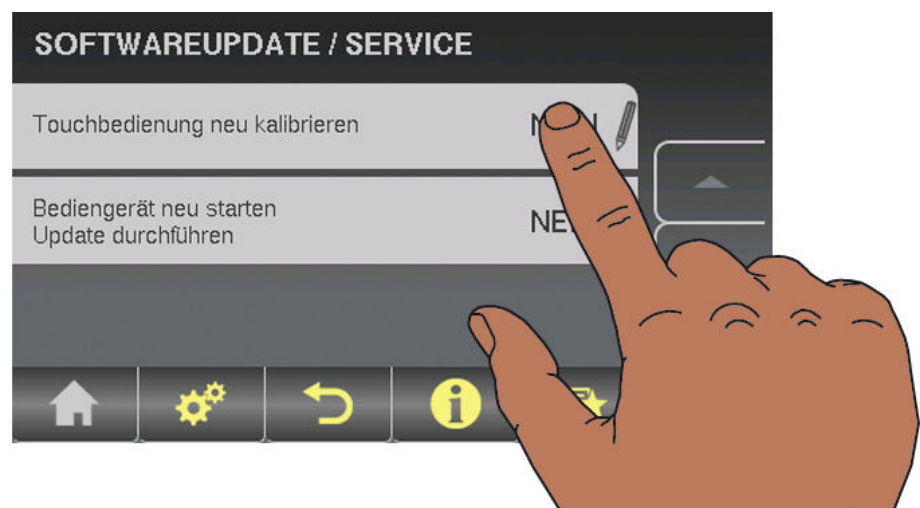 SOFTWAREUPDATE / SERVICE
Touchbedienung neu kalibrieren
Bediengerät neu starten
Update durchführen